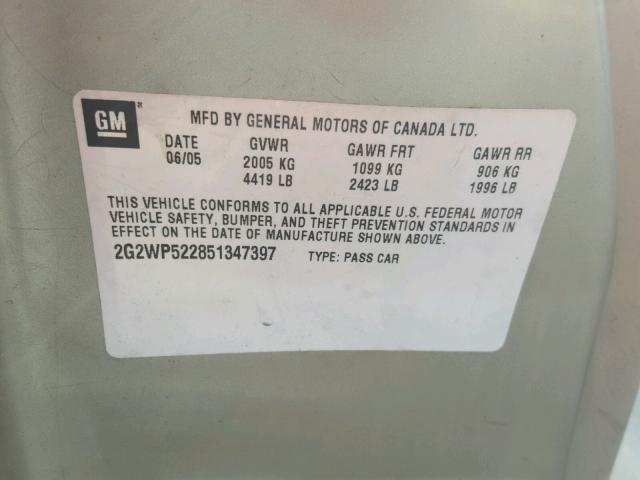 GM
MFD BY GENERAL MOTORS OF CANADA LTD.
DATE GVWR GAWR FRT GAWR RR
06/05 2005 KG 1099 KG 906 KG
4419 LB 2423 LB 1996 LB
THIS VEHICLE CONFORMS TO ALL APPLICABLE U.S. FEDERAL MOTOR
VEHICLE SAFETY, BUMPER, AND THEFT PREVENTION STANDARDS IN
EFFECT ON THE DATE OF MANUFACTURE SHOWN ABOVE.
2G2WP522851347397 TYPE: PASS CAR